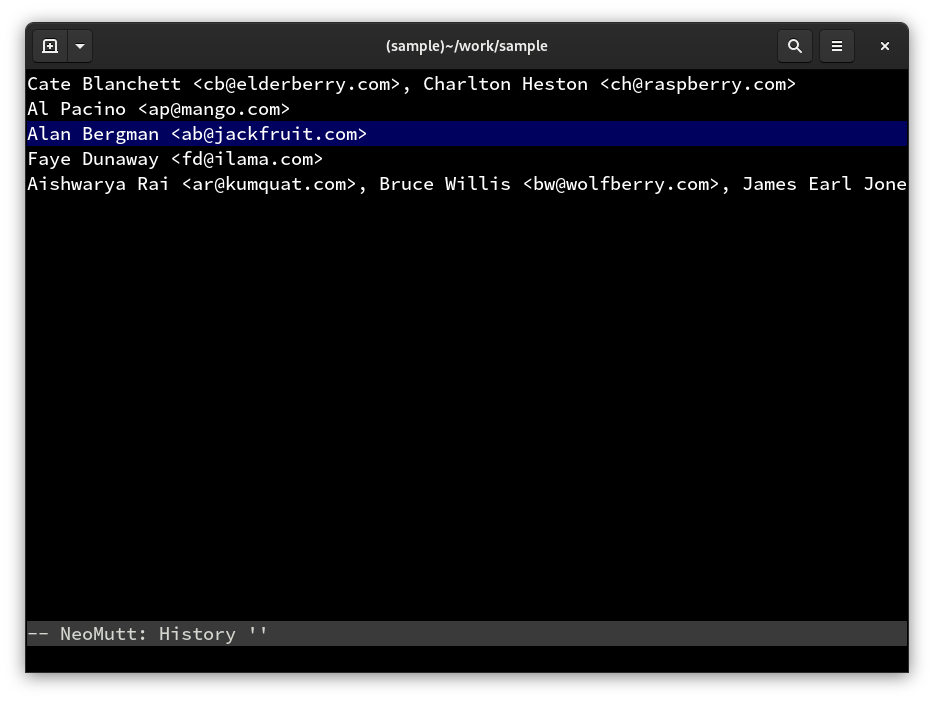 (sample)~/work/sample
Cate Blanchett <cb@elderberry.com>, Charlton Heston <ch@raspberry.com>
Al Pacino <ap@mango.com>
Alan Bergman <ab@jackfruit.com>
Faye Dunaway <fd@ilama.com>
Aishwarya Rai <ar@kumquat.com>, Bruce Willis <bw@wolfberry.com>, James Earl Jone
-- NeoMutt: History ''